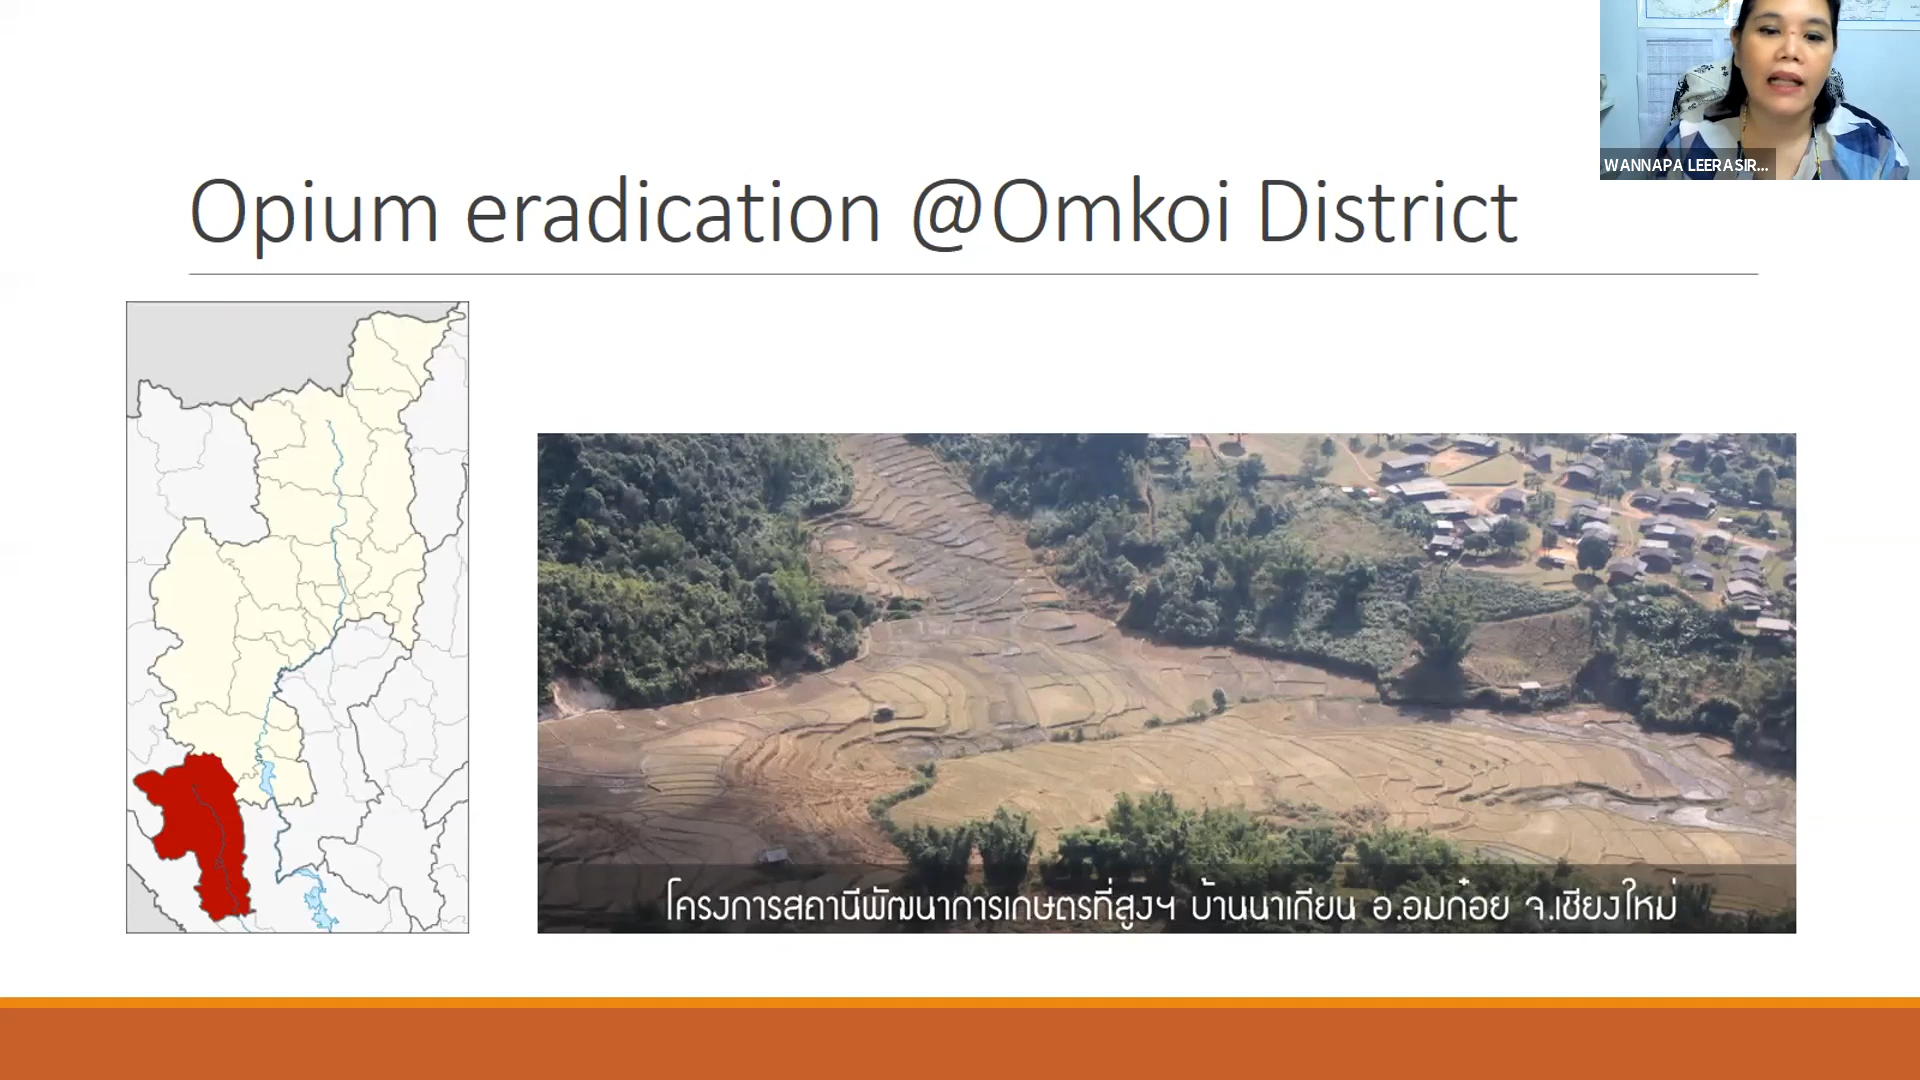 WANNAPA LEERASIR...
Opium eradication @Omkoi District
โครงการสถานีพัฒนาการเกษตรที่สูงฯ บ้านนาเกียน อ.อมก๋อย จ.เชียงใหม่